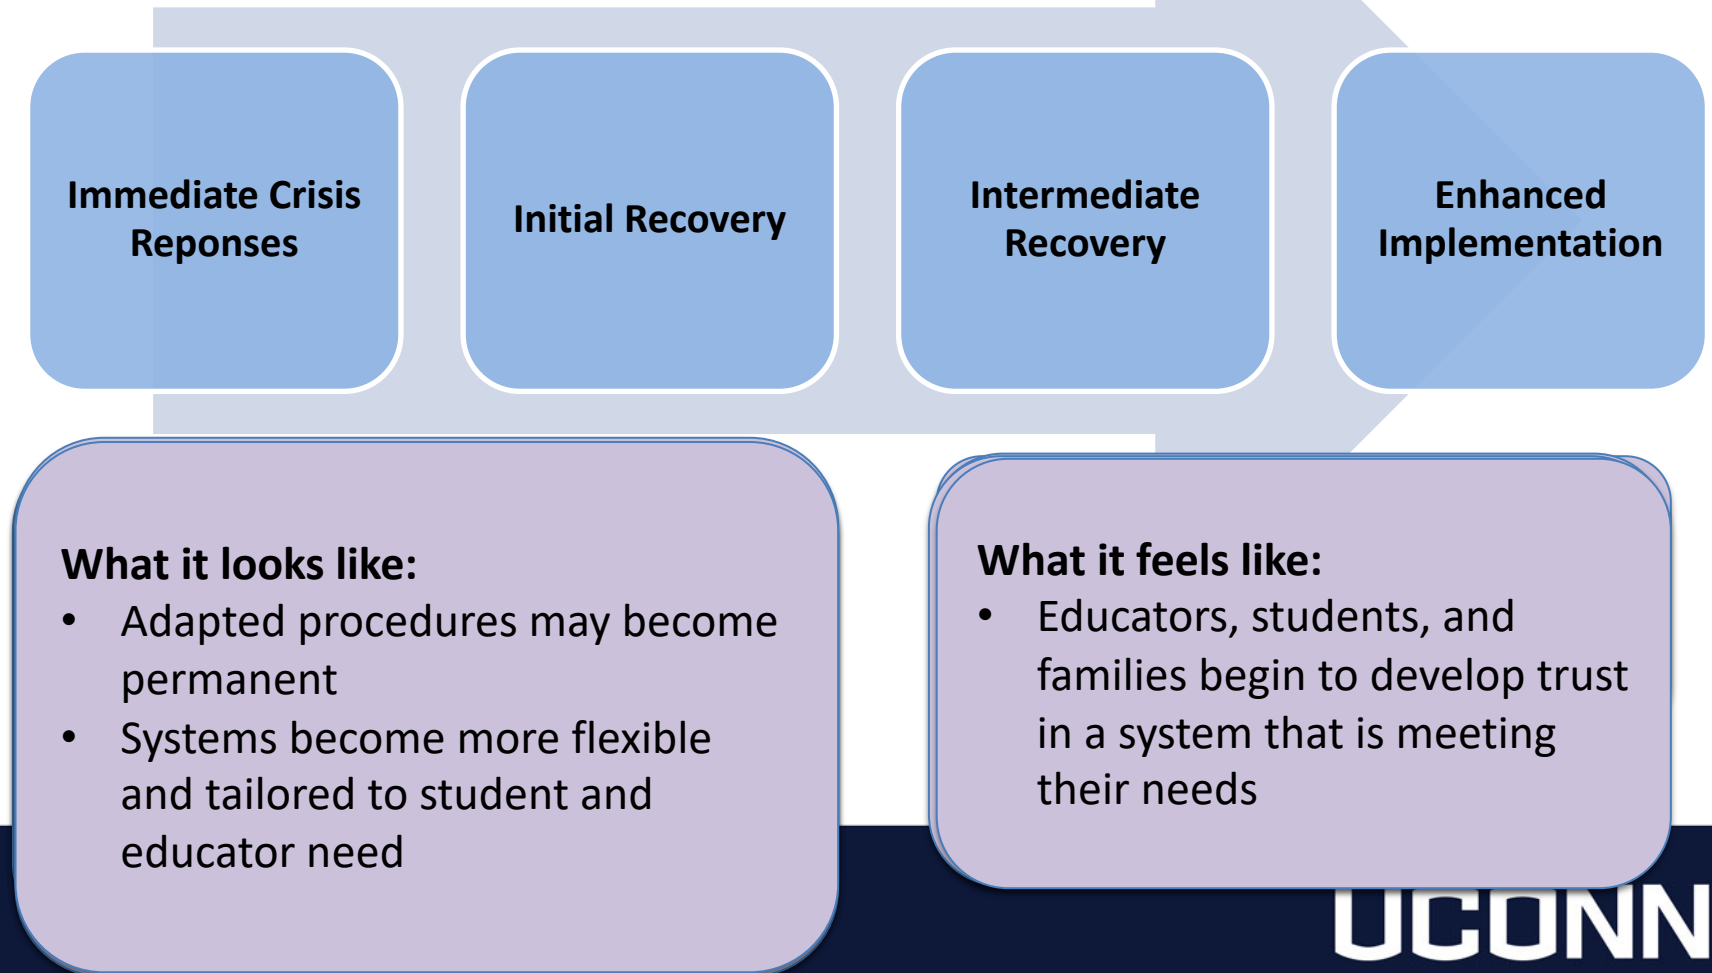 Immediate Crisis
Reponses
Initial Recovery
Intermediate
Recovery
Enhanced
Implementation
What it looks like:
• Adapted procedures may become
permanent
• Systems become more flexible
and tailored to student and
educator need
What it feels like:
• Educators, students, and
families begin to develop trust
in a system that is meeting
their needs
UCONN